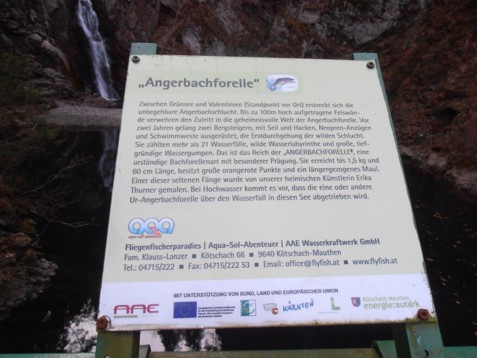 „Angerbachforelle“
Zwischen Grünsee und Valentinsee (Standpunkt vor Ort) erstreckt sich die
unbegehbare Angerbachschlucht. Bis zu 100m hoch aufgetragene Felswän-
de verwehren den Zutritt in die geheimnisvolle Welt der Angerbachforelle. Vor
zwei Jahren gelang zwei Bergsteigern, mit Seil und Hacken, Neopren-Anzügen
und Schwimmweste ausgerüstet, die Erstdurchgehung der wilden Schlucht.
Sie zählten mehr als 21 Wasserfälle, wilde Wasserlabyrinthe und große, tief-
gründige Wassergumpen. Das ist das Reich der „ANGERBACHFORELLE“, eine
urständige Bachforellenart mit besonderer Prägung. Sie erreicht bis 1,5 kg und
60 cm Länge, besitzt große orangerote Punkte und ein längergezogenes Maul.
Einer dieser seltenen Fänge wurde von unserer heimischen Künstlerin Erika
Thurner gemalen. Bei Hochwasser kommt es vor, dass die eine oder andere
Ur-Angerbachforelle über den Wasserfall in diesen See abgetrieben wird.
aqa
Fliegenfischerparadies | Aqua-Sol-Abenteuer | AAE Wasserkraftwerk GmbH
Fam. Klauss-Lanzer ■ Kötschach 66 ■ 9640 Kötschach-Mauthen
Tel.: 04715/222 ■ Fax: 04715/222 53 ■ Email: office@flyfish.at ■ www.flyfish.at
MIT UNTERSTÜTZUNG VON BUND, LAND UND EUROPÄISCHER UNION
AAE
KÄRNTEN
Kötschach-Mauthen
energie:autark